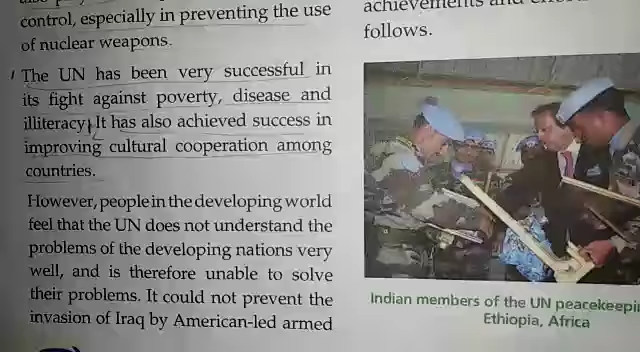 control, especially in preventing the use
of nuclear weapons.
The UN has been very successful in
its fight against poverty, disease and
illiteracy. It has also achieved success in
improving cultural cooperation among
countries.
However, people in the developing world
feel that the UN does not understand the
problems of the developing nations very
well, and is therefore unable to solve
their problems. It could not prevent the
invasion of Iraq by American-led armed
achievements and
follows.
Indian members of the UN
Ethiopia, Africa